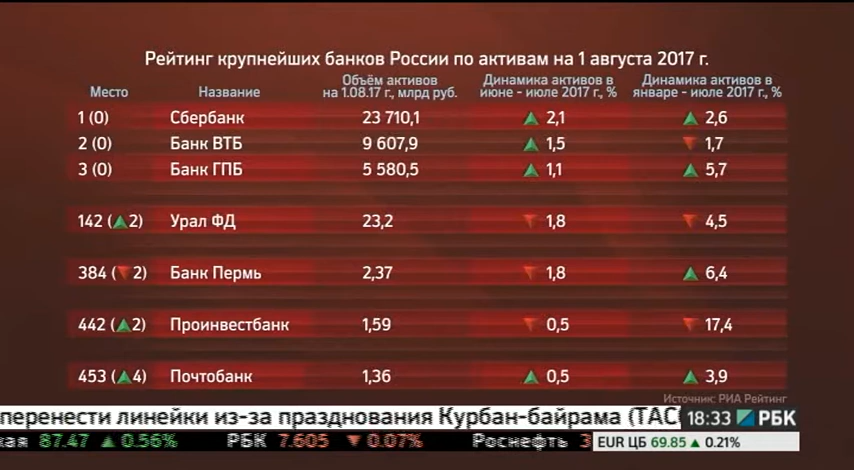 Рейтинг крупнейших банков России по активам на 1 августа 2017 г.
Место Название Объём активов на 1.08.17 г., млрд руб. Динамика активов в июне - июле 2017 г., % Динамика активов в январе - июле 2017 г., %
1 (0) Сбербанк 23 710,1 ▲ 2,1 ▲ 2,6
2 (0) Банк ВТБ 9 607,9 ▲ 1,5 ▼ 1,7
3 (0) Банк ГПБ 5 580,5 ▲ 1,1 ▲ 5,7
142 (▲2) Урал ФД 23,2 ▼ 1,8 ▼ 4,5
384 (▼ 2) Банк Пермь 2,37 ▼ 1,8 ▲ 6,4
442 (▲2) Проинвестбанк 1,59 ▼ 0,5 ▼ 17,4
453 (▲4) Почтобанк 1,36 ▲ 0,5 ▲ 3,9
Источник: РИА Рейтинг
перенести линейки из-за празднования Курбан-байрама (ТАСС 18:33 РБК
кая 87.47 ▲ 0.56% РБК 7.605 ▼ 0.07% Роснефть 3 EUR ЦБ 69.85 ▲ 0.21%